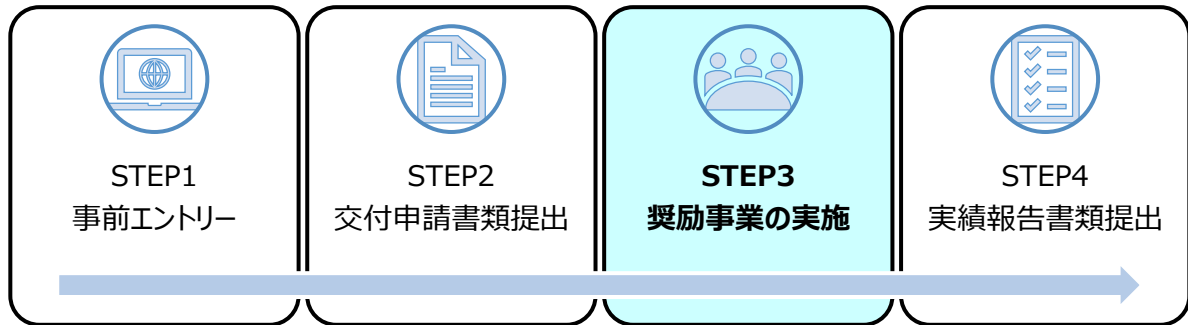 STEP1
事前エントリー
STEP2
交付申請書類提出
STEP3
奨励事業の実施
STEP4
実績報告書類提出